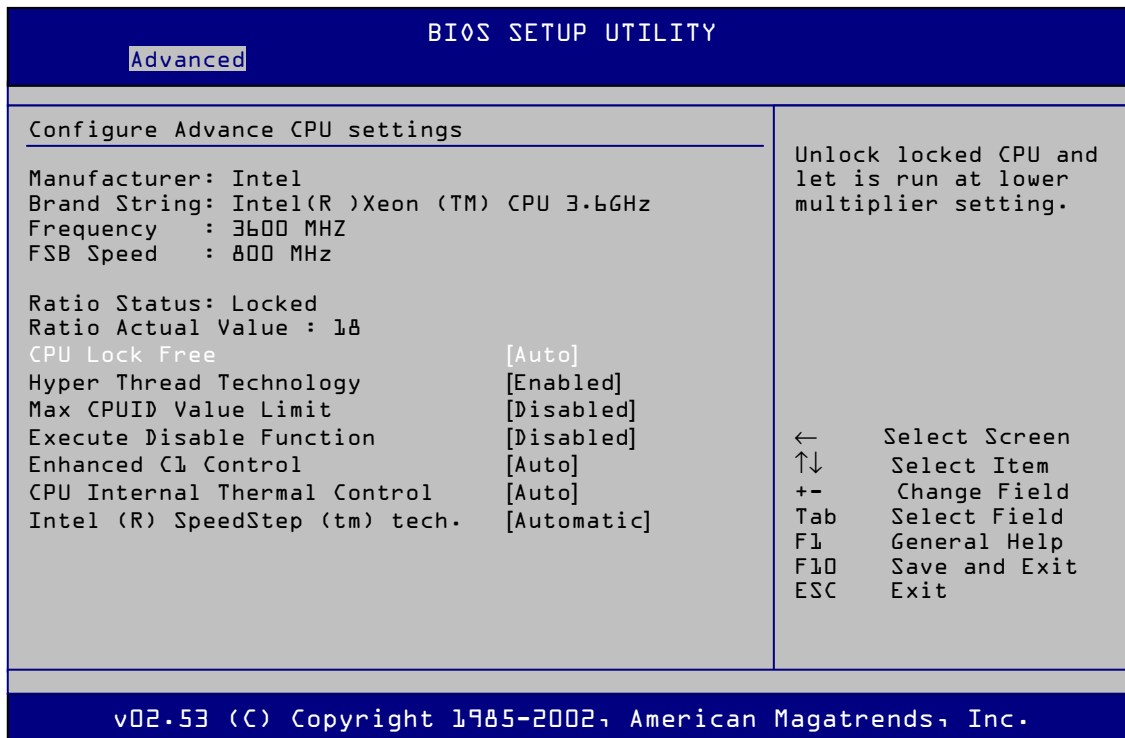 BIOS SETUP UTILITY
Advanced
Configure Advance CPU settings
Manufacturer: Intel
Brand String: Intel(R )Xeon (TM) CPU 3.6GHz
Frequency : 3600 MHZ
FSB Speed : 800 MHz
Ratio Status: Locked
Ratio Actual Value : 18
CPU Lock Free [Auto]
Hyper Thread Technology [Enabled]
Max CPUID Value Limit [Disabled]
Execute Disable Function [Disabled]
Enhanced C1 Control [Auto]
CPU Internal Thermal Control [Auto]
Intel (R) SpeedStep (tm) tech. [Automatic]
Unlock locked CPU and
let is run at lower
multiplier setting.
← Select Screen
↑↓ Select Item
+- Change Field
Tab Select Field
F1 General Help
F10 Save and Exit
ESC Exit
v02.53 (C) Copyright 1985-2002, American Magatrends, Inc.